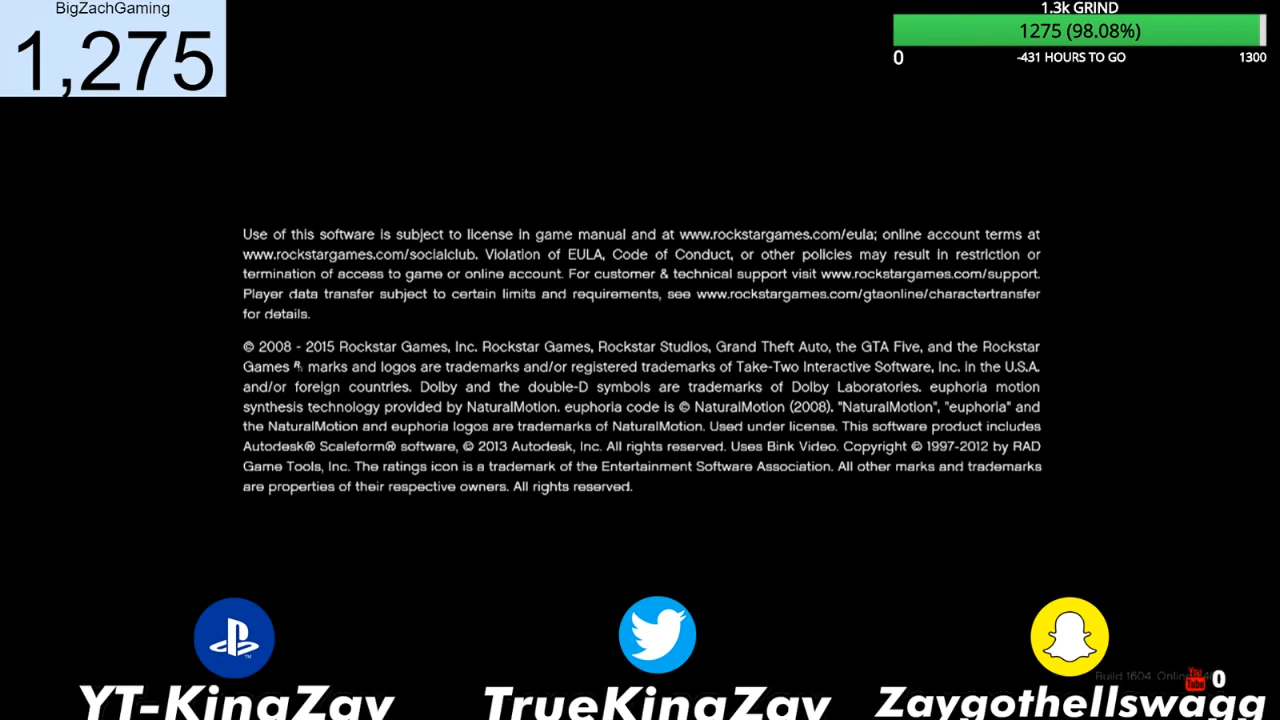 BigZachGaming
1,275
1.3k GRIND
1275 (98.08%)
0
-431 HOURS TO GO
1300
Use of this software is subject to license in game manual and at www.rockstargames.com/eula; online account terms at
www.rockstargames.com/socialclub. Violation of EULA, Code of Conduct, or other policies may result in restriction or
termination of access to game or online account. For customer & technical support visit www.rockstargames.com/support.
Player data transfer subject to certain limits and requirements, see www.rockstargames.com/gtaonline/charactertransfer
for details.
© 2008 - 2015 Rockstar Games, Inc. Rockstar Games, Rockstar Studios, Grand Theft Auto, the GTA Five, and the Rockstar
Games R* marks and logos are trademarks and/or registered trademarks of Take-Two Interactive Software, Inc. In the U.S.A.
and/or foreign countries. Dolby and the double-D symbols are trademarks of Dolby Laboratories. euphoria motion
synthesis technology provided by NaturalMotion. euphoria code is © NaturalMotion (2008). "NaturalMotion", "euphoria" and
the NaturalMotion and euphoria logos are trademarks of NaturalMotion. Used under license. This software product includes
Autodesk® Scaleform® software, © 2013 Autodesk, Inc. All rights reserved. Uses Bink Video. Copyright © 1997-2012 by RAD
Game Tools, Inc. The ratings icon is a trademark of the Entertainment Software Association. All other marks and trademarks
are properties of their respective owners. All rights reserved.
Build 1604. Online
You Tube 0
YT-KingZay
TrueKingZay
Zaygothellswagg